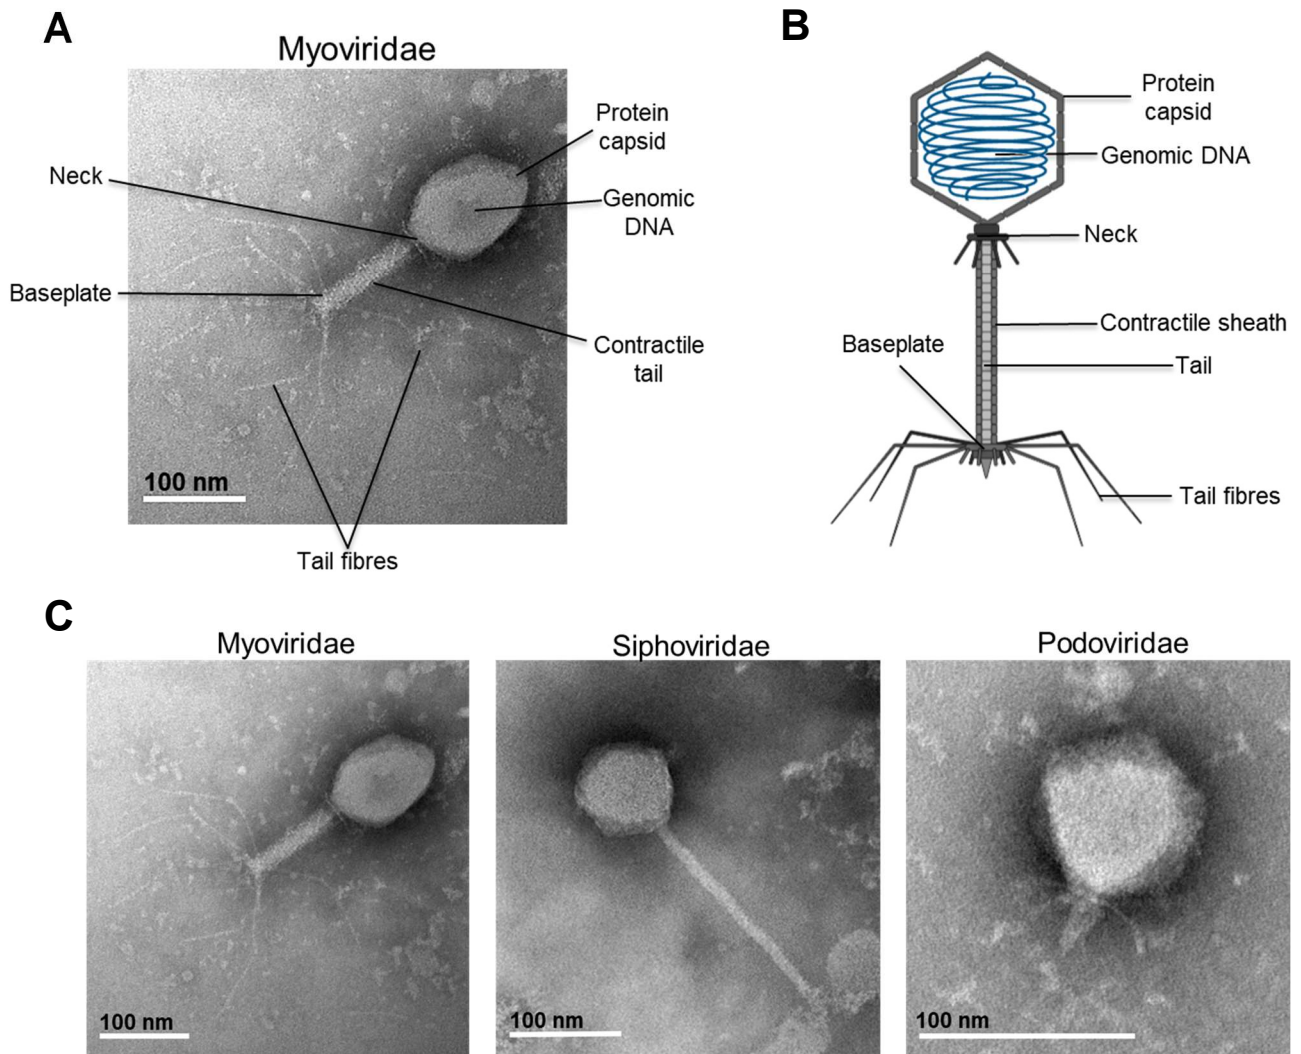 A
Myoviridae
Protein
capsid
Neck
Genomic
DNA
Baseplate
Contractile
tail
100 nm
Tail fibres
B
Protein
capsid
Genomic DNA
Neck
Contractile sheath
Baseplate
Tail
Tail fibres
C
Myoviridae
100 nm
Siphoviridae
100 nm
Podoviridae
100 nm